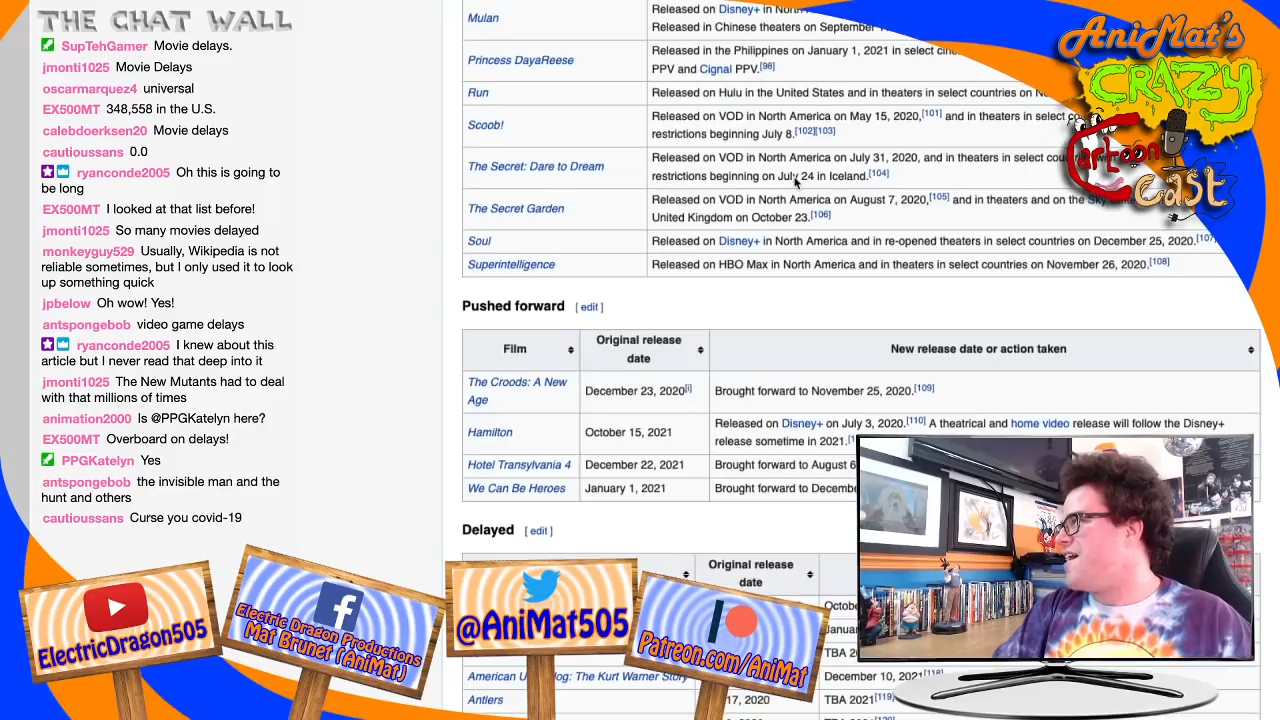 THE CHAT WALL
SupTehGamer Movie delays.
jmonti1025 Movie Delays
oscarmarquez4 universal
EX500MT 348,558 in the U.S.
calebdoerksen20 Movie delays
cautioussans 0.0
ryanconde2005 Oh this is going to
be long
EX500MT I looked at that list before!
jmonti1025 So many movies delayed
monkeyguy529 Usually, Wikipedia is not
reliable sometimes, but I only used it to look
up something quick
jpbelow Oh wow! Yes!
antspongebob video game delays
ryanconde2005 I knew about this
article but I never read that deep into it
jmonti1025 The New Mutants had to deal
with that millions of times
animation2000 Is @PPGKatelyn here?
EX500MT Overboard on delays!
PPGKatelyn Yes
antspongebob the invisible man and the
hunt and others
cautioussans Curse you covid-19
Mulan
Released on Disney+ in North
Released in Chinese theaters on September
Princess DayaReese
Released in the Philippines on January 1, 2021 in select
PPV and Cignal PPV.[98]
Run
Released on Hulu in the United States and in theaters in select countries on
Scoob!
Released on VOD in North America on May 15, 2020,[101] and in theaters in select
restrictions beginning July 8.[102][103]
The Secret: Dare to Dream
Released on VOD in North America on July 31, 2020, and in theaters in select
restrictions beginning on July 24 in Iceland.[104]
The Secret Garden
Released on VOD in North America on August 7, 2020,[105] and in theaters and on the Sky
United Kingdom on October 23.[106]
Soul
Released on Disney+ in North America and in re-opened theaters in select countries on December 25, 2020.[107]
Superintelligence
Released on HBO Max in North America and in theaters in select countries on November 26, 2020.[108]
Pushed forward [ edit ]
Film
Original release
date
New release date or action taken
The Croods: A New
Age
December 23, 2020[i]
Brought forward to November 25, 2020.[109]
Hamilton
October 15, 2021
Released on Disney+ on July 3, 2020.[110] A theatrical and home video release will follow the Disney+
release sometime in 2021.
Hotel Transylvania 4
December 22, 2021
Brought forward to August 6
We Can Be Heroes
January 1, 2021
Brought forward to
Delayed [ edit ]
Original release
date
TBA
American
: The Kurt Warner Story
December 10, 2021
Antlers
17, 2020
TBA 2021[119]
AniMat's
CRAZY
Cartoon
Cast
ElectricDragon505
Electric Dragon Productions
Mat Brunet (AniMat)
@AniMat505
Patreon.com/AniMat